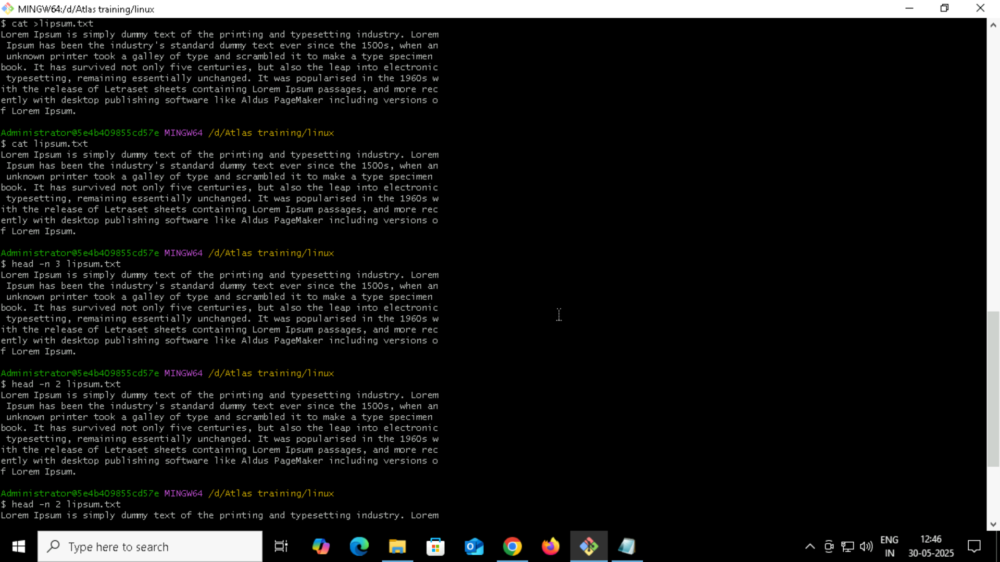 MINGW64:/d/Atlas training/linux
$ cat >lipsum.txt
Lorem Ipsum is simply dummy text of the printing and typesetting industry. Lorem
 Ipsum has been the industry's standard dummy text ever since the 1500s, when an
 unknown printer took a galley of type and scrambled it to make a type specimen
book. It has survived not only five centuries, but also the leap into electronic
 typesetting, remaining essentially unchanged. It was popularised in the 1960s w
ith the release of Letraset sheets containing Lorem Ipsum passages, and more rec
ently with desktop publishing software like Aldus PageMaker including versions o
f Lorem Ipsum.
Administrator@5e4b409855cd57e MINGW64 /d/Atlas training/linux
$ cat lipsum.txt
Lorem Ipsum is simply dummy text of the printing and typesetting industry. Lorem
 Ipsum has been the industry's standard dummy text ever since the 1500s, when an
 unknown printer took a galley of type and scrambled it to make a type specimen
book. It has survived not only five centuries, but also the leap into electronic
 typesetting, remaining essentially unchanged. It was popularised in the 1960s w
ith the release of Letraset sheets containing Lorem Ipsum passages, and more rec
ently with desktop publishing software like Aldus PageMaker including versions o
f Lorem Ipsum.
Administrator@5e4b409855cd57e MINGW64 /d/Atlas training/linux
$ head -n 3 lipsum.txt
Lorem Ipsum is simply dummy text of the printing and typesetting industry. Lorem
 Ipsum has been the industry's standard dummy text ever since the 1500s, when an
 unknown printer took a galley of type and scrambled it to make a type specimen
book. It has survived not only five centuries, but also the leap into electronic
 typesetting, remaining essentially unchanged. It was popularised in the 1960s w
ith the release of Letraset sheets containing Lorem Ipsum passages, and more rec
ently with desktop publishing software like Aldus PageMaker including versions o
f Lorem Ipsum.
Administrator@5e4b409855cd57e MINGW64 /d/Atlas training/linux
$ head -n 2 lipsum.txt
Lorem Ipsum is simply dummy text of the printing and typesetting industry. Lorem
 Ipsum has been the industry's standard dummy text ever since the 1500s, when an
 unknown printer took a galley of type and scrambled it to make a type specimen
book. It has survived not only five centuries, but also the leap into electronic
 typesetting, remaining essentially unchanged. It was popularised in the 1960s w
ith the release of Letraset sheets containing Lorem Ipsum passages, and more rec
ently with desktop publishing software like Aldus PageMaker including versions o
f Lorem Ipsum.
Administrator@5e4b409855cd57e MINGW64 /d/Atlas training/linux
$ head -n 2 lipsum.txt
Lorem Ipsum is simply dummy text of the printing and typesetting industry. Lorem
Type here to search
ENG
IN
12:46
30-05-2025